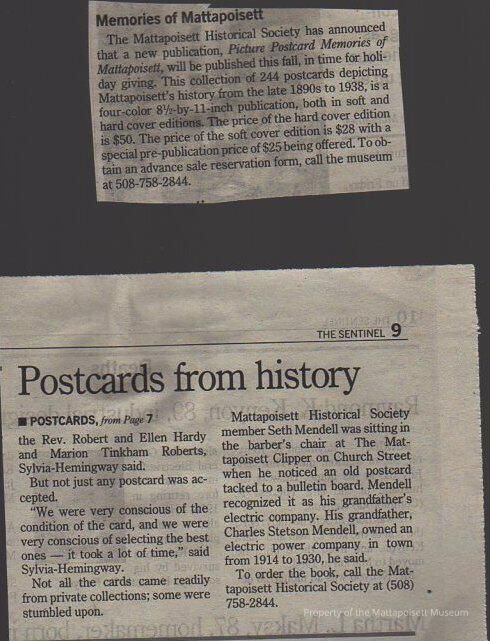 Memories of Mattapoisett
The Mattapoisett Historical Society has announced
that a new publication, Picture Postcard Memories of
Mattapoisett, will be published this fall, in time for holi-
day giving. This collection of 244 postcards depicting
Mattapoisett's history from the late 1890s to 1938, is a
four-color 8½-by-11-inch publication, both in soft and
hard cover editions. The price of the hard cover edition
is $50. The price of the soft cover edition is $28 with a
special pre-publication price of $25 being offered. To ob-
tain an advance sale reservation form, call the museum
at 508-758-2844.
THE SENTINEL 9
Postcards from history
■ POSTCARDS, from Page 7
the Rev. Robert and Ellen Hardy
and Marion Tinkham Roberts,
Sylvia-Hemingway said.
But not just any postcard was ac-
cepted.
"We were very conscious of the
condition of the card, and we were
very conscious of selecting the best
ones — it took a lot of time," said
Sylvia-Hemingway.
Not all the cards came readily
from private collections; some were
stumbled upon.
Mattapoisett Historical Society
member Seth Mendell was sitting in
the barber's chair at The Mat-
tapoisett Clipper on Church Street
when he noticed an old postcard
tacked to a bulletin board. Mendell
recognized it as his grandfather's
electric company. His grandfather,
Charles Stetson Mendell, owned an
electric power company in town
from 1914 to 1930, he said.
To order the book, call the Mat-
tapoisett Historical Society at (508)
758-2844.
Property of the Mattapoisett Museum